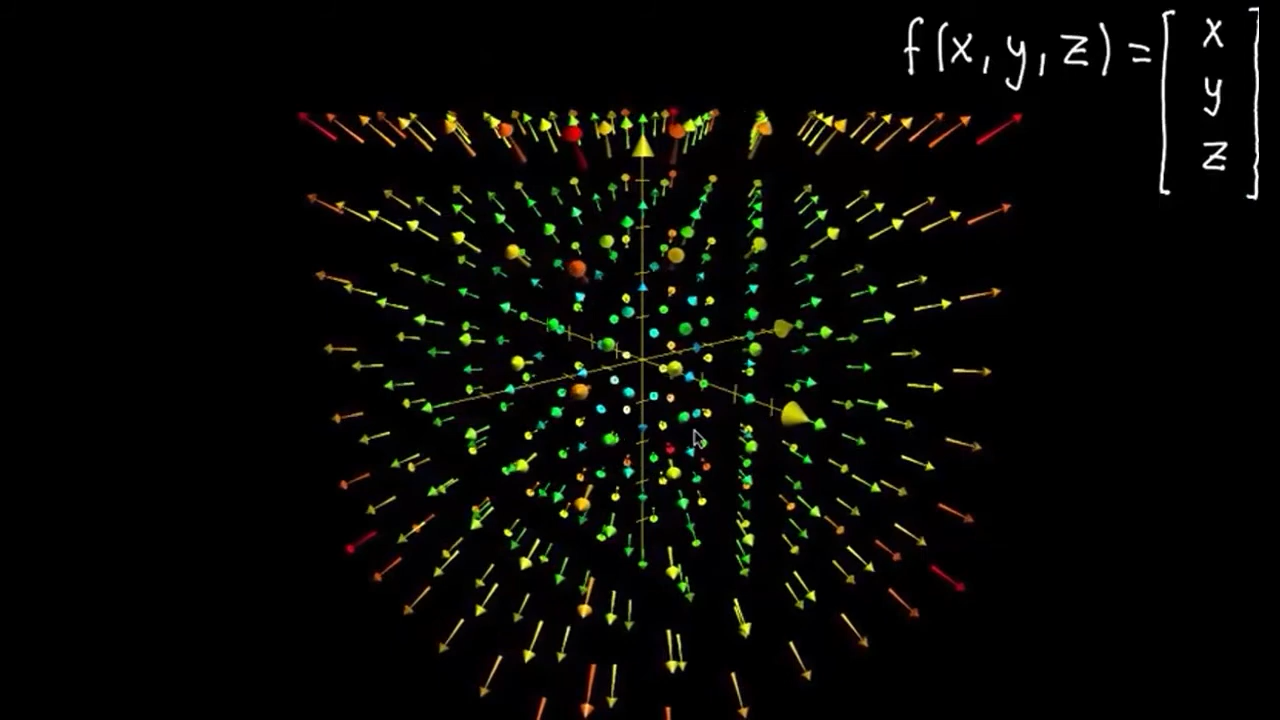 f(x, y, z) = [ x
y
z ]